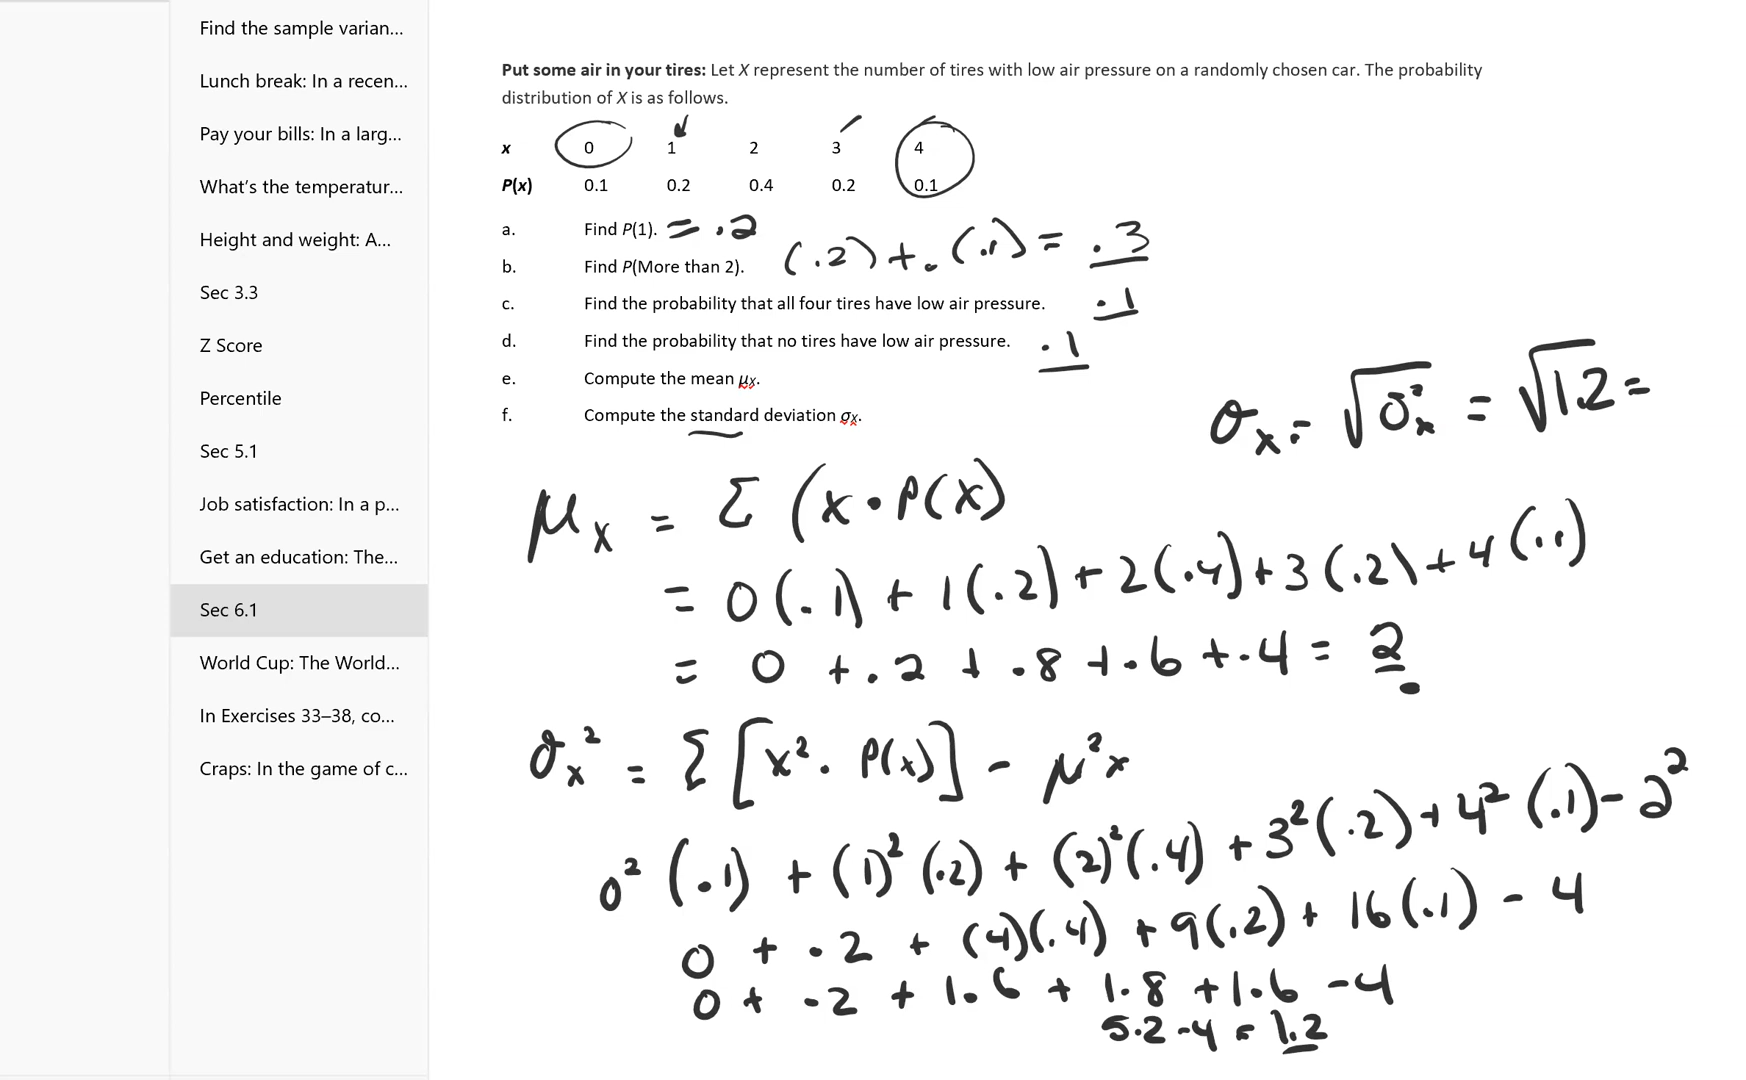 Find the sample varian...
Lunch break: In a recen...
Pay your bills: In a larg...
What's the temperatur...
Height and weight: A...
Sec 3.3
Z Score
Percentile
Sec 5.1
Job satisfaction: In a p...
Get an education: The...
Sec 6.1
World Cup: The World...
In Exercises 33–38, co...
Craps: In the game of c...
Put some air in your tires: Let X represent the number of tires with low air pressure on a randomly chosen car. The probability
distribution of X is as follows.
x 0 1 2 3 4
P(x) 0.1 0.2 0.4 0.2 0.1
a. Find P(1). = .2
b. Find P(More than 2). (.2) + (.1) = .3
c. Find the probability that all four tires have low air pressure. .1
d. Find the probability that no tires have low air pressure. .1
e. Compute the mean μx.
f. Compute the standard deviation σx.
σx = √σx² = √1.2 =
μx = Σ (x · P(x)
= 0(.1) + 1(.2) + 2(.4) + 3(.2) + 4(.1)
= 0 + .2 + .8 + .6 + .4 = 2
σx² = Σ [x² · P(x)] - μ²x
0² (.1) + (1)² (.2) + (2)² (.4) + 3² (.2) + 4² (.1) - 2²
0 + .2 + (4)(.4) + 9(.2) + 16(.1) - 4
0 + .2 + 1.6 + 1.8 + 1.6 - 4
5.2 - 4 = 1.2